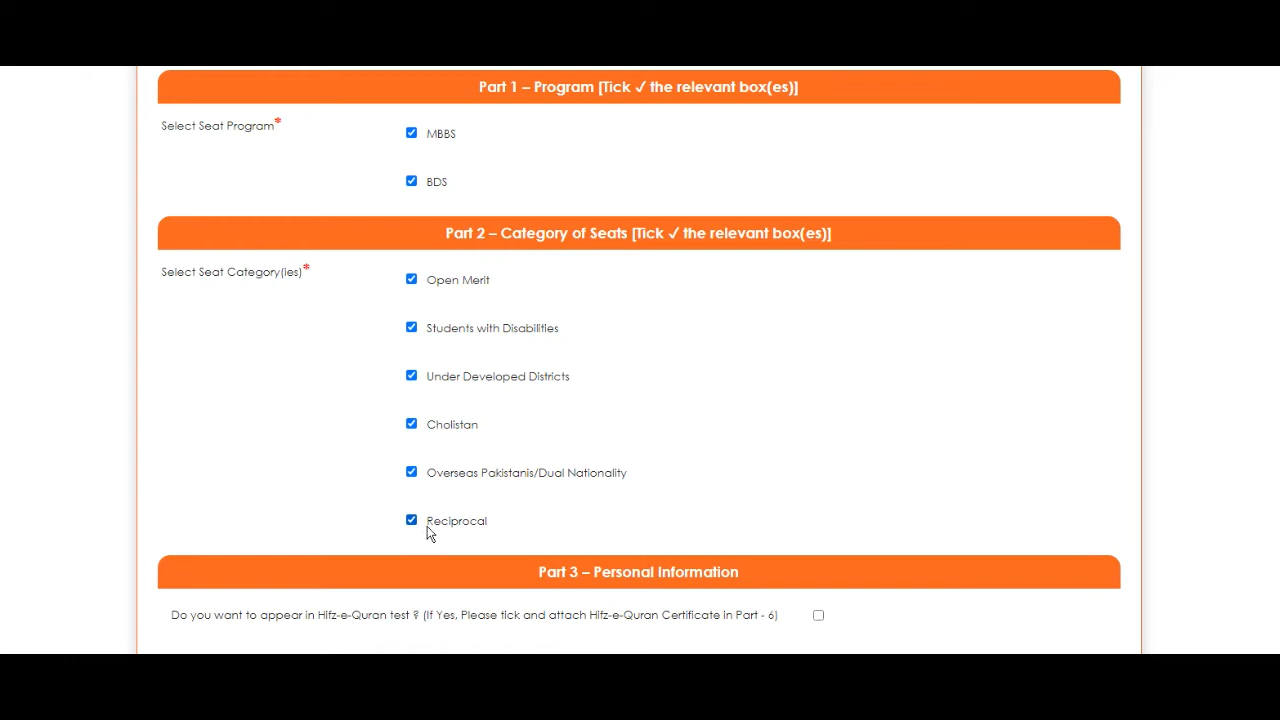 Part 1 – Program [Tick ✓ the relevant box(es)]
Select Seat Program*
MBBS
BDS
Part 2 – Category of Seats [Tick ✓ the relevant box(es)]
Select Seat Category(ies)*
Open Merit
Students with Disabilities
Under Developed Districts
Cholistan
Overseas Pakistanis/Dual Nationality
Reciprocal
Part 3 – Personal Information
Do you want to appear in Hifz-e-Quran test ? (If Yes, Please tick and attach Hifz-e-Quran Certificate in Part - 6)